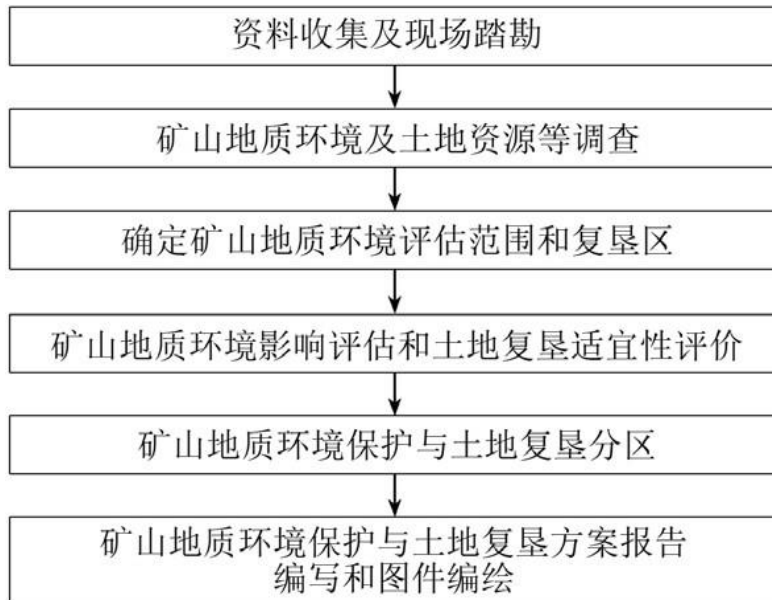 资料收集及现场踏勘
矿山地质环境及土地资源等调查
确定矿山地质环境评估范围和复垦区
矿山地质环境影响评估和土地复垦适宜性评价
矿山地质环境保护与土地复垦分区
矿山地质环境保护与土地复垦方案报告
编写和图件编绘